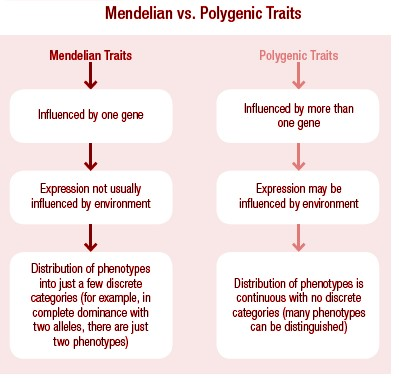 Mendelian vs. Polygenic Traits
Mendelian Traits
Influenced by one gene
Expression not usually
influenced by environment
Distribution of phenotypes
into just a few discrete
categories (for example, in
complete dominance with
two alleles, there are just
two phenotypes)
Polygenic Traits
Influenced by more than
one gene
Expression may be
influenced by environment
Distribution of phenotypes is
continuous with no discrete
categories (many phenotypes
can be distinguished)